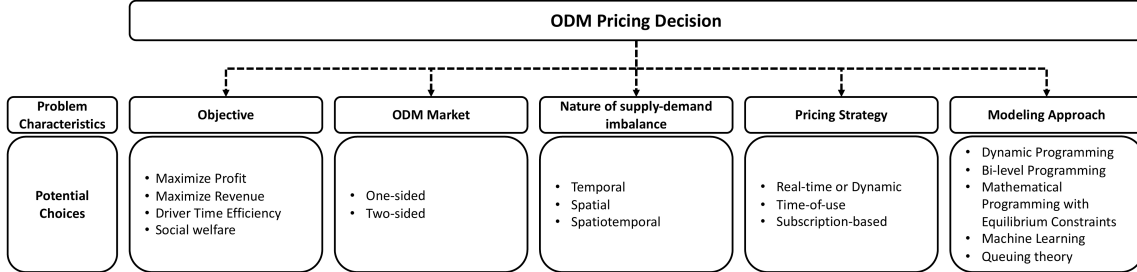 ODM Pricing Decision
Problem
Characteristics
Objective
ODM Market
Nature of supply-demand
imbalance
Pricing Strategy
Modeling Approach
Potential
Choices
• Maximize Profit
• Maximize Revenue
• Driver Time Efficiency
• Social welfare
• One-sided
• Two-sided
• Temporal
• Spatial
• Spatiotemporal
• Real-time or Dynamic
• Time-of-use
• Subscription-based
• Dynamic Programming
• Bi-level Programming
• Mathematical
Programming with
Equilibrium Constraints
• Machine Learning
• Queuing theory